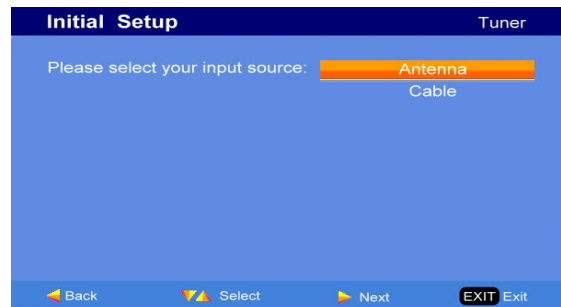 Initial Setup Tuner
Please select your input source: Antenna
Cable
Back Select Next EXIT Exit